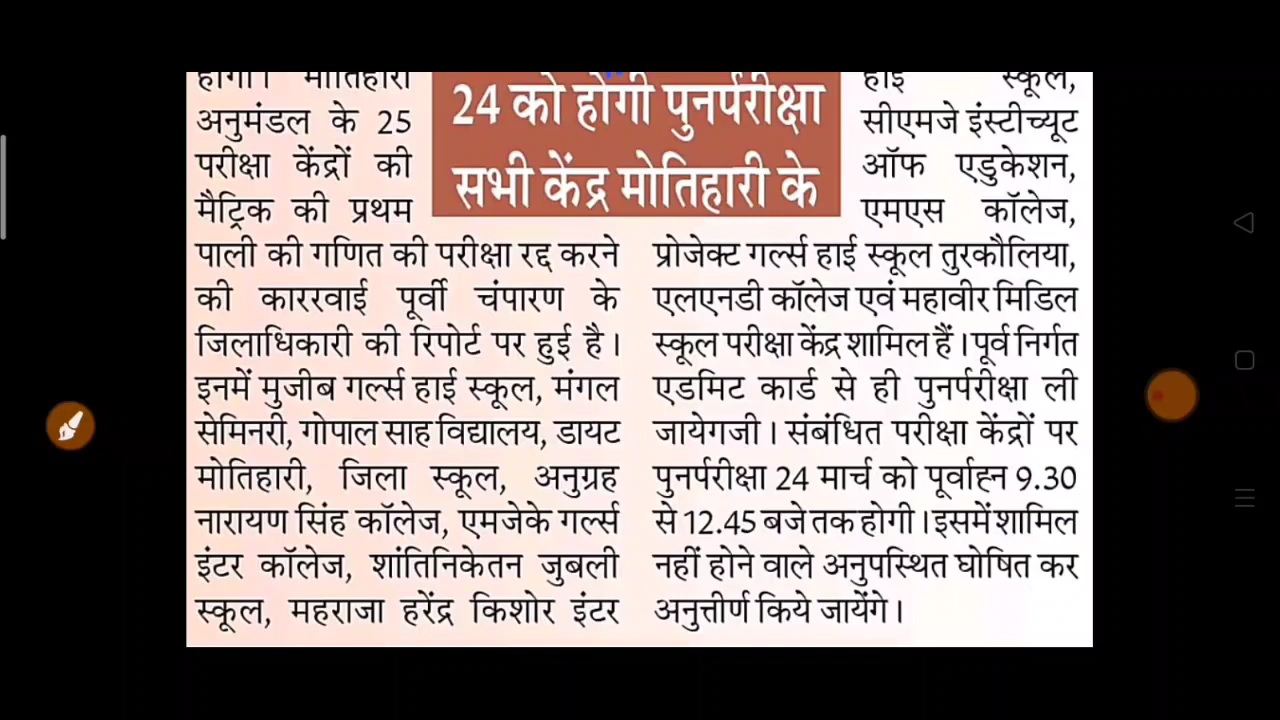 होगी। मोतिहारी
अनुमंडल के 25
परीक्षा केंद्रों की
मैट्रिक की प्रथम
पाली की गणित की परीक्षा रद्द करने
की काररवाई पूर्वी चंपारण के
जिलाधिकारी की रिपोर्ट पर हुई है।
इनमें मुजीब गर्ल्स हाई स्कूल, मंगल
सेमिनरी, गोपाल साह विद्यालय, डायट
मोतिहारी, जिला स्कूल, अनुग्रह
नारायण सिंह कॉलेज, एमजेके गर्ल्स
इंटर कॉलेज, शांतिनिकेतन जुबली
स्कूल, महराजा हरेंद्र किशोर इंटर
24 को होगी पुनर्परीक्षा
सभी केंद्र मोतिहारी के
हाई स्कूल,
सीएमजे इंस्टीच्यूट
ऑफ एडुकेशन,
एमएस कॉलेज,
प्रोजेक्ट गर्ल्स हाई स्कूल तुरकौलिया,
एलएनडी कॉलेज एवं महावीर मिडिल
स्कूल परीक्षा केंद्र शामिल हैं। पूर्व निर्गत
एडमिट कार्ड से ही पुनर्परीक्षा ली
जायेगजी। संबंधित परीक्षा केंद्रों पर
पुनर्परीक्षा 24 मार्च को पूर्वाह्न 9.30
से 12.45 बजे तक होगी। इसमें शामिल
नहीं होने वाले अनुपस्थित घोषित कर
अनुत्तीर्ण किये जायेंगे।